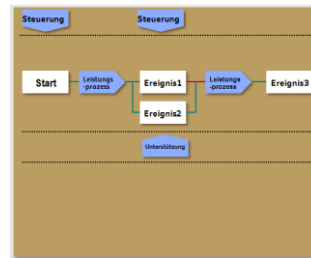 Steuerung
Steuerung
Start
Leistungs
-prozess
Ereignis1
Leistungs
-prozess
Ereignis3
Ereignis2
Unterstützung